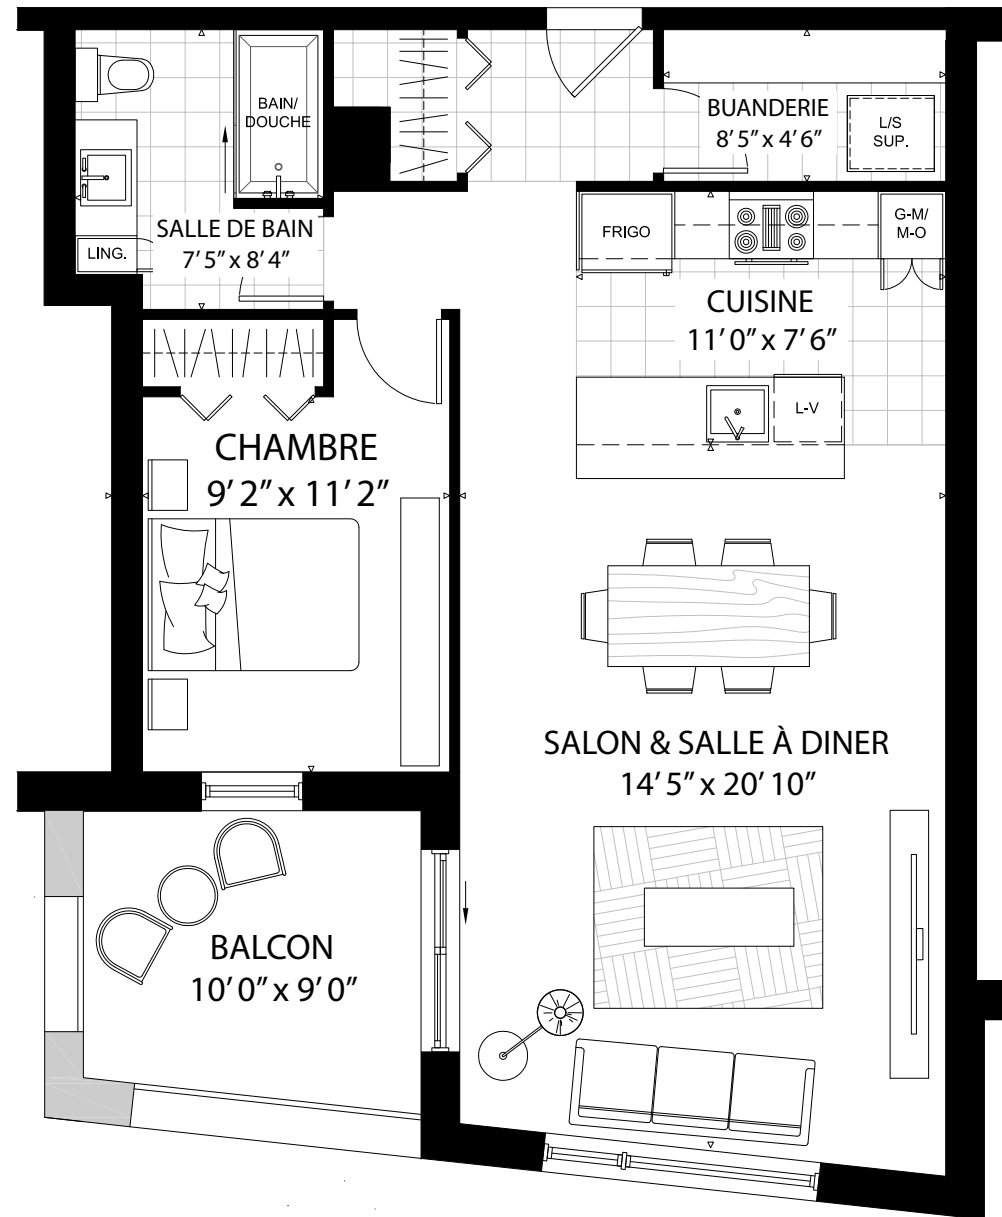 BAIN/
DOUCHE
BUANDERIE
8' 5" x 4' 6"
L/S
SUP.
SALLE DE BAIN
7' 5" x 8' 4"
LING.
FRIGO
G-M/
M-O
CUISINE
11' 0" x 7' 6"
L-V
CHAMBRE
9' 2" x 11' 2"
SALON & SALLE À DINER
14' 5" x 20' 10"
BALCON
10' 0" x 9' 0"